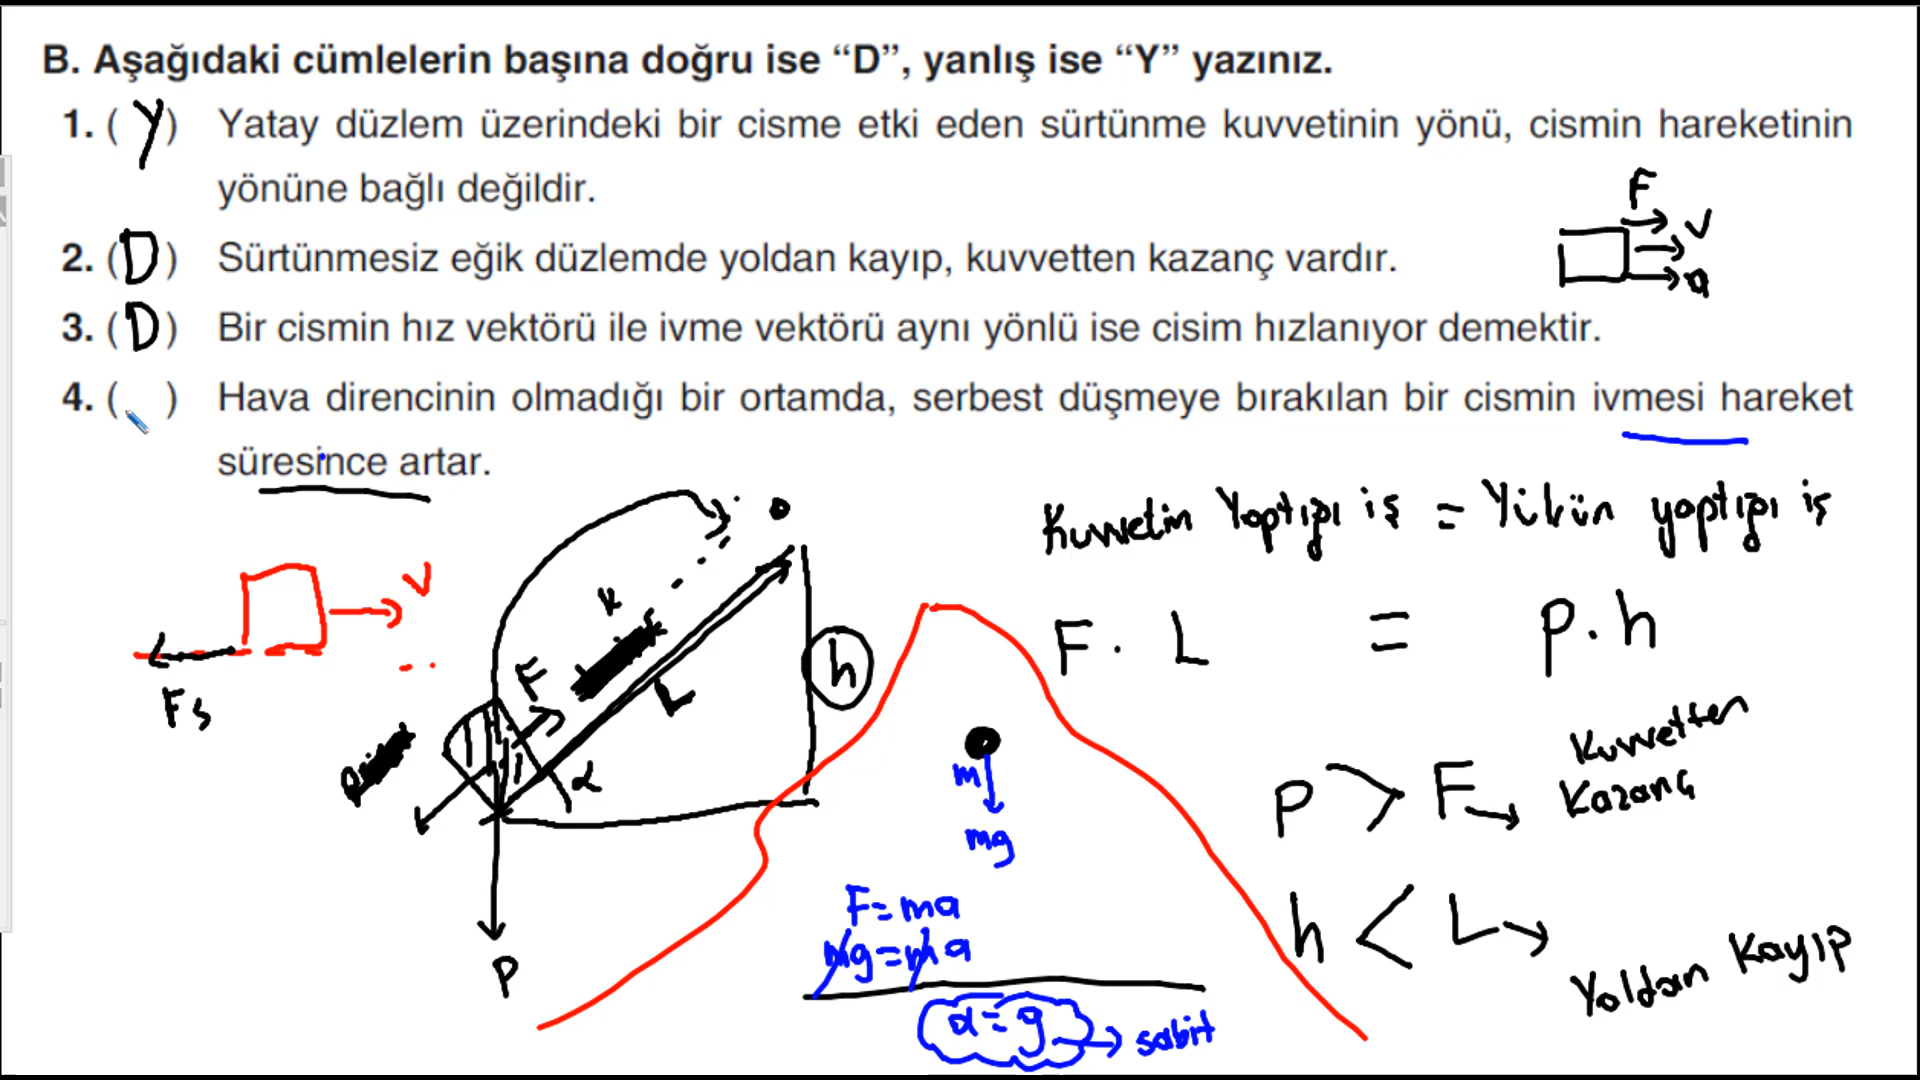 B. Aşağıdaki cümlelerin başına doğru ise “D”, yanlış ise “Y” yazınız.
1. ( Y ) Yatay düzlem üzerindeki bir cisme etki eden sürtünme kuvvetinin yönü, cismin hareketinin
yönüne bağlı değildir.
2. ( D ) Sürtünmesiz eğik düzlemde yoldan kayıp, kuvvetten kazanç vardır.
3. ( D ) Bir cismin hız vektörü ile ivme vektörü aynı yönlü ise cisim hızlanıyor demektir.
4. ( ) Hava direncinin olmadığı bir ortamda, serbest düşmeye bırakılan bir cismin ivmesi hareket
süresince artar.
F
V
a
Kuvvetin Yaptığı iş = Yükün yaptığı iş
F . L = P . h
P > F → Kuvvetten
Kazanç
h < L → Yoldan Kayıp
V
Fs
K
F
L
h
α
P
m
mg
F = ma
mg = ma
a = g → sabit